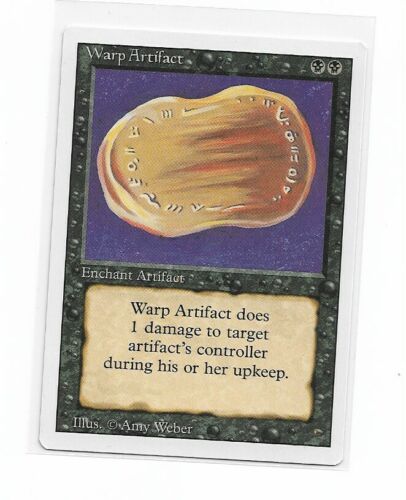 Warp Artifact
Enchant Artifact
Warp Artifact does
1 damage to target
artifact's controller
during his or her upkeep.
Illus. © Amy Weber